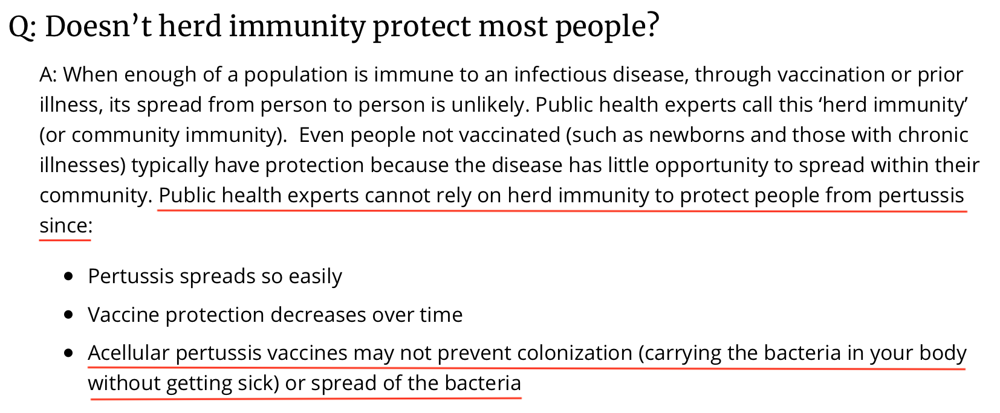 Q: Doesn’t herd immunity protect most people?
A: When enough of a population is immune to an infectious disease, through vaccination or prior
illness, its spread from person to person is unlikely. Public health experts call this ‘herd immunity’
(or community immunity).  Even people not vaccinated (such as newborns and those with chronic
illnesses) typically have protection because the disease has little opportunity to spread within their
community. Public health experts cannot rely on herd immunity to protect people from pertussis
since:
• Pertussis spreads so easily
• Vaccine protection decreases over time
• Acellular pertussis vaccines may not prevent colonization (carrying the bacteria in your body
without getting sick) or spread of the bacteria